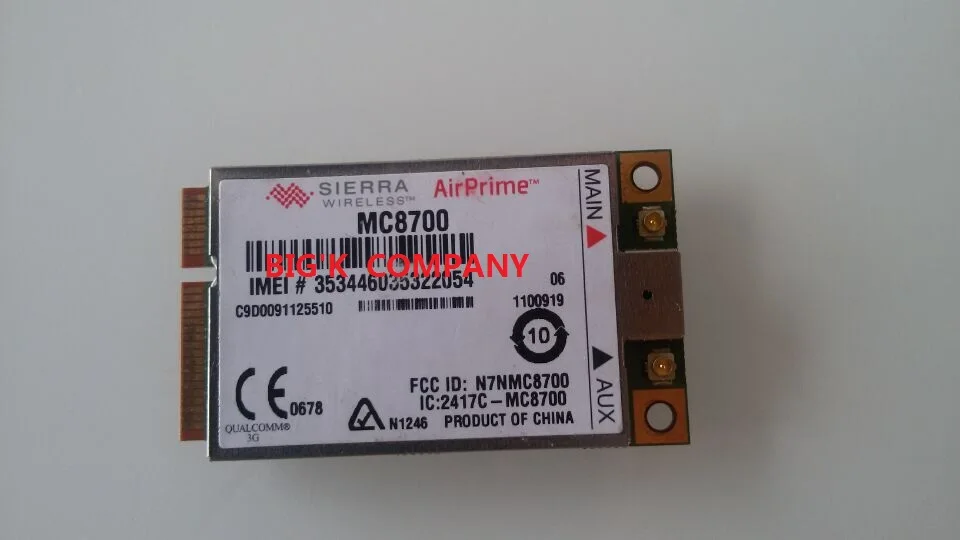 SIERRA WIRELESS™ AirPrime™
MC8700
BIG'K COMPANY
IMEI # 353446035322054
06
C9D0091125510
1100919
10
MAIN
AUX
CE 0678
FCC ID: N7NMC8700
IC:2417C-MC8700
QUALCOMM®
3G
N1246 PRODUCT OF CHINA